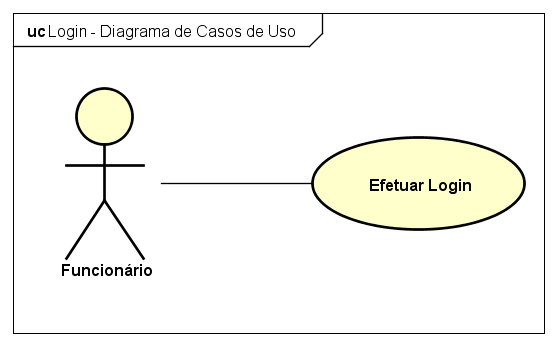 uc Login - Diagrama de Casos de Uso
Efetuar Login
Funcionário